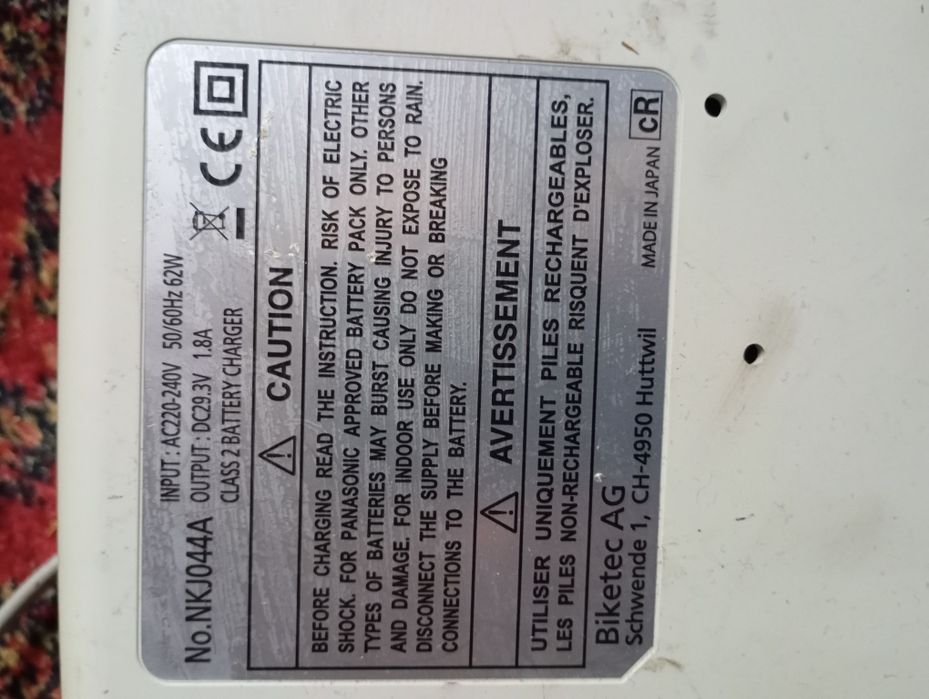 No.NKJ044A
INPUT : AC220-240V 50/60Hz 62W
OUTPUT : DC29.3V 1.8A
CLASS 2 BATTERY CHARGER
CE
CAUTION
BEFORE CHARGING READ THE INSTRUCTION. RISK OF ELECTRIC
SHOCK. FOR PANASONIC APPROVED BATTERY PACK ONLY. OTHER
TYPES OF BATTERIES MAY BURST CAUSING INJURY TO PERSONS
AND DAMAGE. FOR INDOOR USE ONLY DO NOT EXPOSE TO RAIN.
DISCONNECT THE SUPPLY BEFORE MAKING OR BREAKING
CONNECTIONS TO THE BATTERY.
AVERTISSEMENT
UTILISER UNIQUEMENT PILES RECHARGEABLES,
LES PILES NON-RECHARGEABLE RISQUENT D'EXPLOSER.
Biketec AG
Schwende 1, CH-4950 Huttwil
MADE IN JAPAN CR